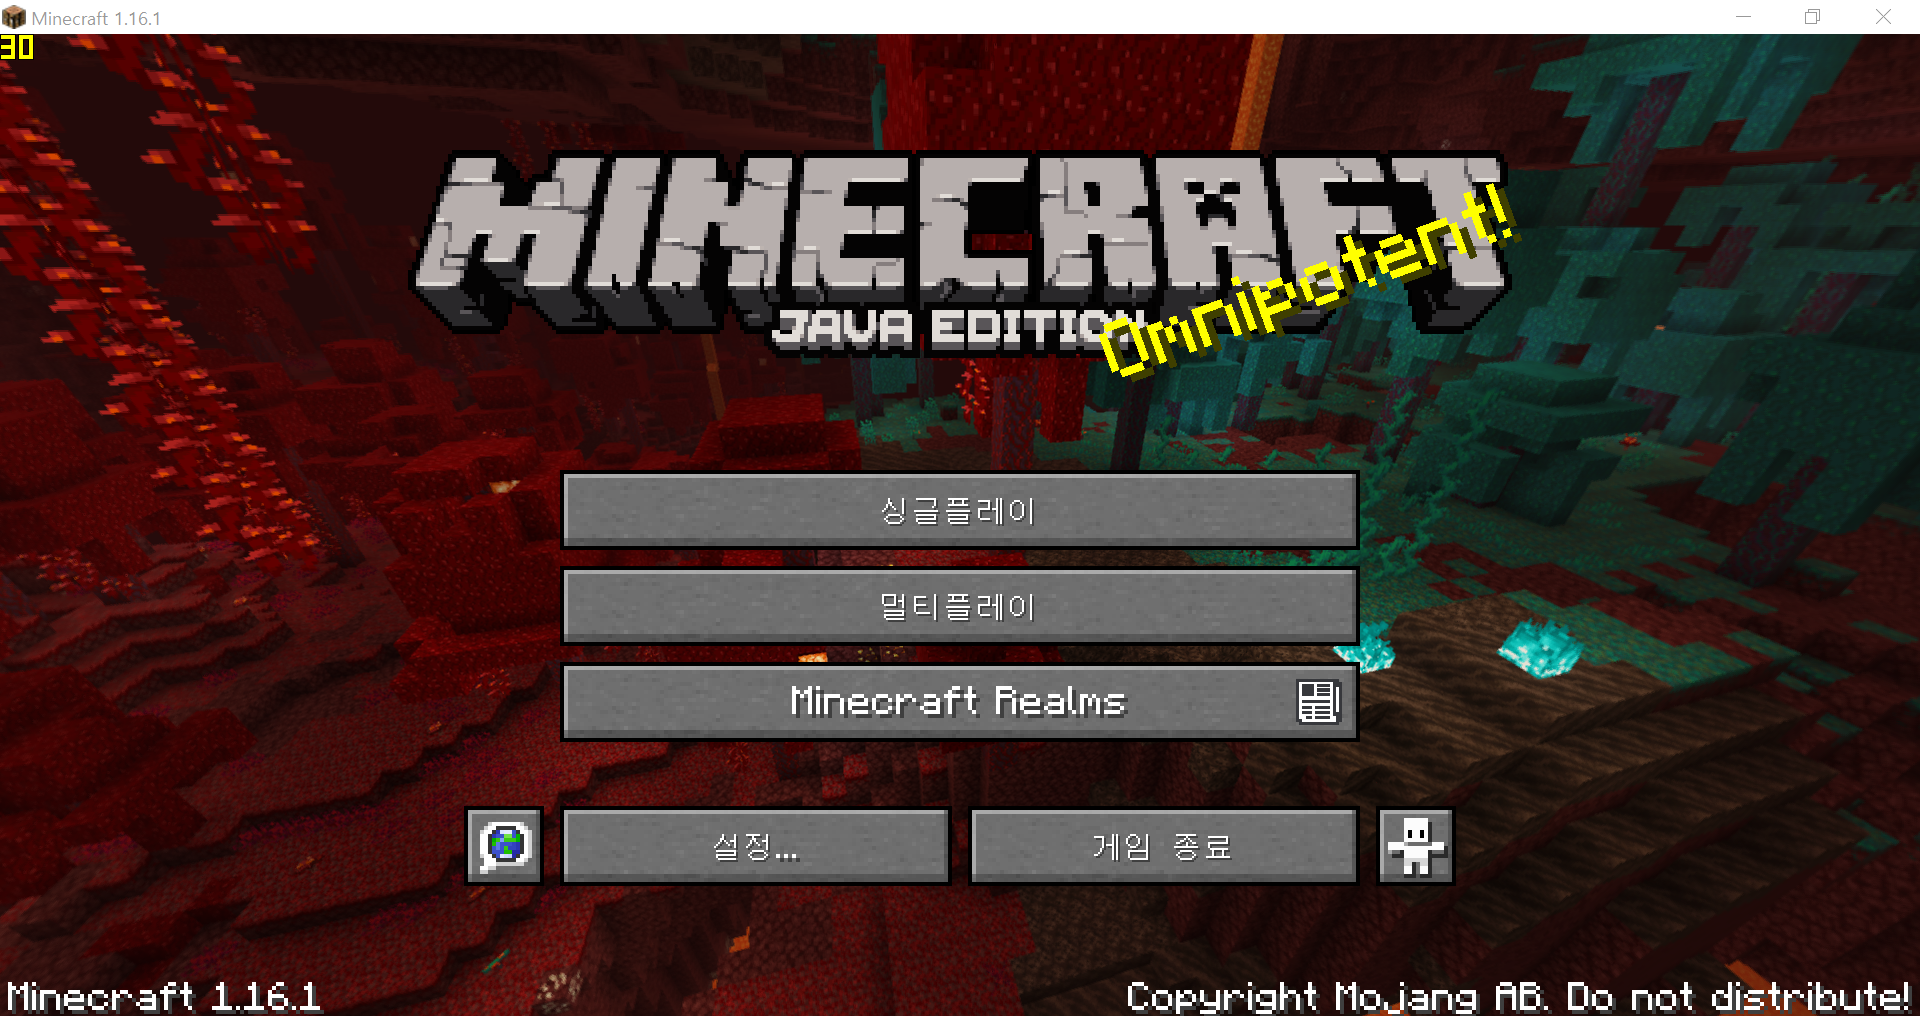 Minecraft 1.16.1
30
MINECRAFT
JAVA EDITION
Omnipotent!
싱글플레이
멀티플레이
Minecraft Realms
설정...
게임 종료
Minecraft 1.16.1
Copyright Mojang AB. Do not distribute!